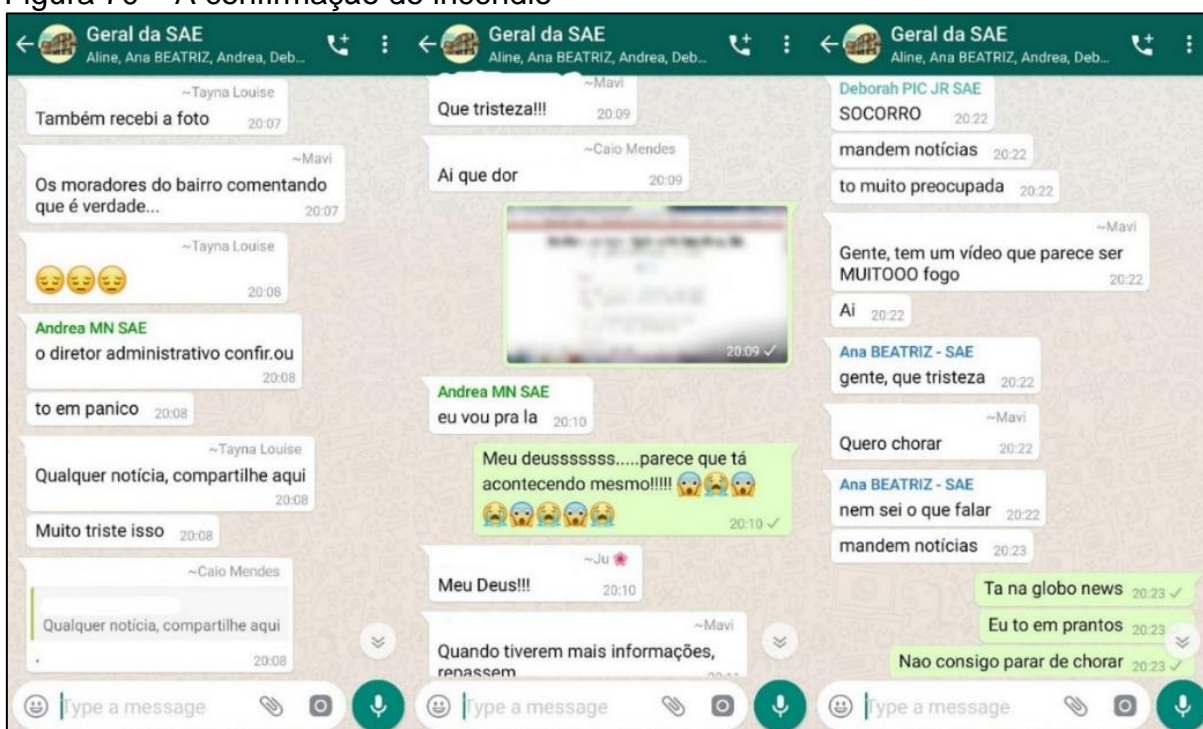 Geral da SAE
Aline, Ana BEATRIZ, Andrea, Deb...
~Tayna Louise
Também recebi a foto 20:07
~Mavi
Os moradores do bairro comentando
que é verdade... 20:07
~Tayna Louise
😔😔😔
20:08
Andrea MN SAE
o diretor administrativo confir.ou
20:08
to em panico 20:08
~Tayna Louise
Qualquer notícia, compartilhe aqui
20:08
Muito triste isso 20:08
~Caio Mendes
Qualquer notícia, compartilhe aqui
. 20:08
Type a message
Geral da SAE
Aline, Ana BEATRIZ, Andrea, Deb...
~Mavi
Que tristeza!!! 20:09
~Caio Mendes
Ai que dor 20:09
20:09
Andrea MN SAE
eu vou pra la 20:10
Meu deusssssss.....parece que tá
acontecendo mesmo!!!!! 😱😭😱
😭😱😭😱😭
20:10
~Ju 🌸
Meu Deus!!! 20:10
~Mavi
Quando tiverem mais informações,
repassem
Type a message
Geral da SAE
Aline, Ana BEATRIZ, Andrea, Deb...
Deborah PIC JR SAE
SOCORRO 20:22
mandem notícias 20:22
to muito preocupada 20:22
~Mavi
Gente, tem um vídeo que parece ser
MUITOOO fogo 20:22
Ai 20:22
Ana BEATRIZ - SAE
gente, que tristeza 20:22
~Mavi
Quero chorar 20:22
Ana BEATRIZ - SAE
nem sei o que falar 20:22
mandem notícias 20:23
Ta na globo news 20:23
Eu to em prantos 20:23
Nao consigo parar de chorar 20:23
Type a message